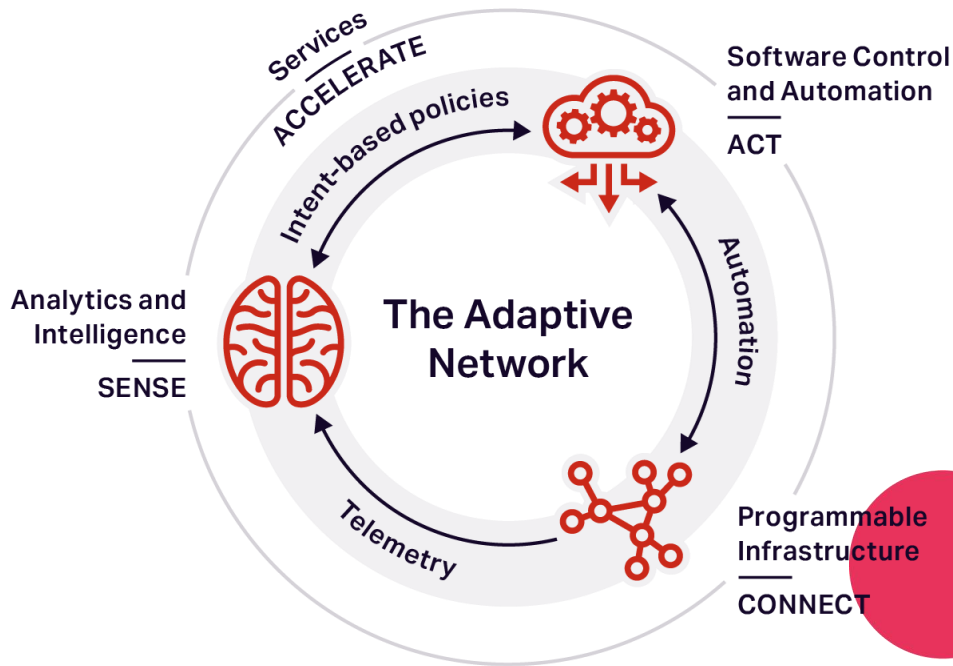 Services
ACCELERATE
Intent-based policies
Software Control
and Automation
ACT
Automation
Analytics and
Intelligence
SENSE
The Adaptive
Network
Telemetry
Programmable
Infrastructure
CONNECT